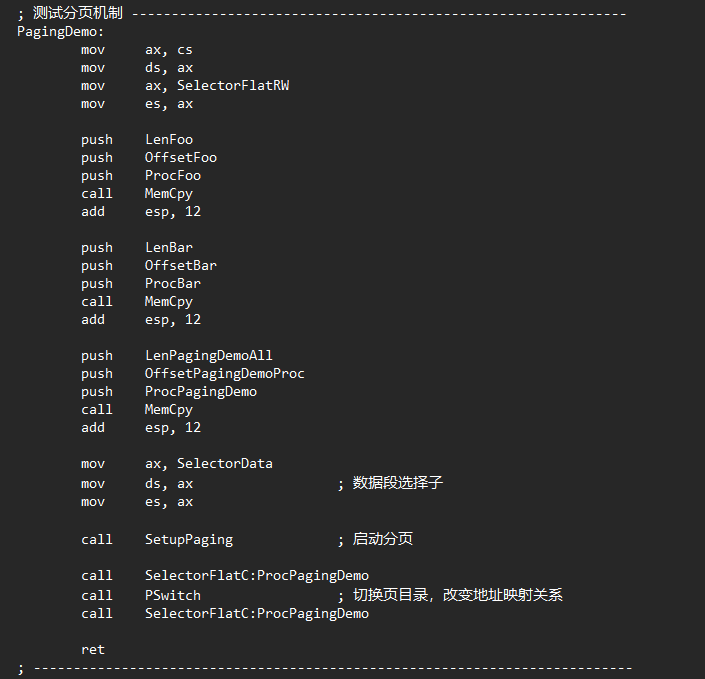 ; 测试分页机制 --------------------------------------------------------------
PagingDemo:
mov ax, cs
mov ds, ax
mov ax, SelectorFlatRW
mov es, ax
push LenFoo
push OffsetFoo
push ProcFoo
call MemCpy
add esp, 12
push LenBar
push OffsetBar
push ProcBar
call MemCpy
add esp, 12
push LenPagingDemoAll
push OffsetPagingDemoProc
push ProcPagingDemo
call MemCpy
add esp, 12
mov ax, SelectorData
mov ds, ax ; 数据段选择子
mov es, ax
call SetupPaging ; 启动分页
call SelectorFlatC:ProcPagingDemo
call PSwitch ; 切换页目录，改变地址映射关系
call SelectorFlatC:ProcPagingDemo
ret
; ---------------------------------------------------------------------------